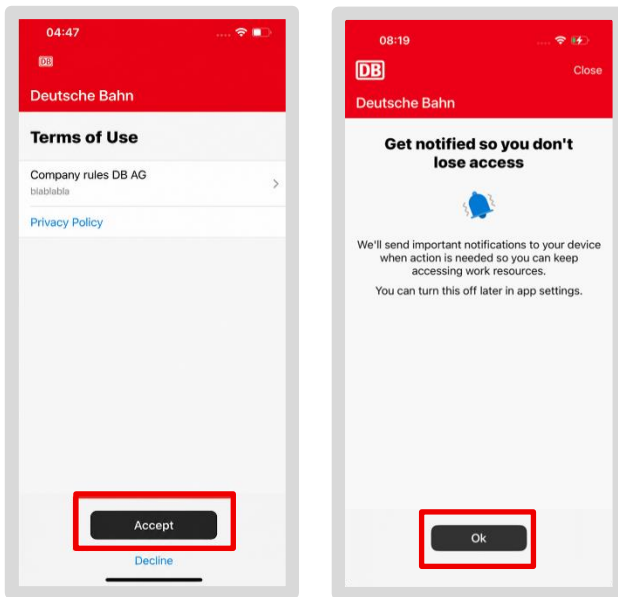 04:47
DB
Deutsche Bahn
Terms of Use
Company rules DB AG
blablabla
Privacy Policy
Accept
Decline
08:19
DB
Close
Deutsche Bahn
Get notified so you don't
lose access
We'll send important notifications to your device
when action is needed so you can keep
accessing work resources.
You can turn this off later in app settings.
Ok